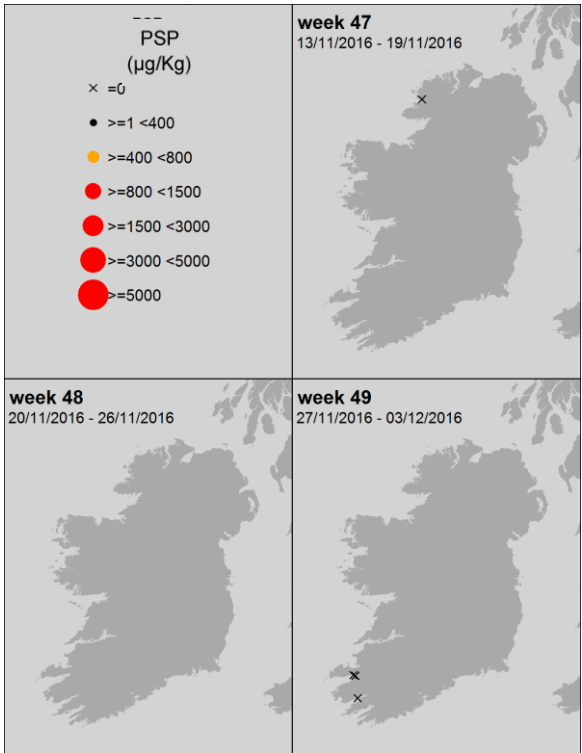 PSP
(µg/Kg)
× =0
>=1 <400
>=400 <800
>=800 <1500
>=1500 <3000
>=3000 <5000
>=5000
week 47
13/11/2016 - 19/11/2016
week 48
20/11/2016 - 26/11/2016
week 49
27/11/2016 - 03/12/2016